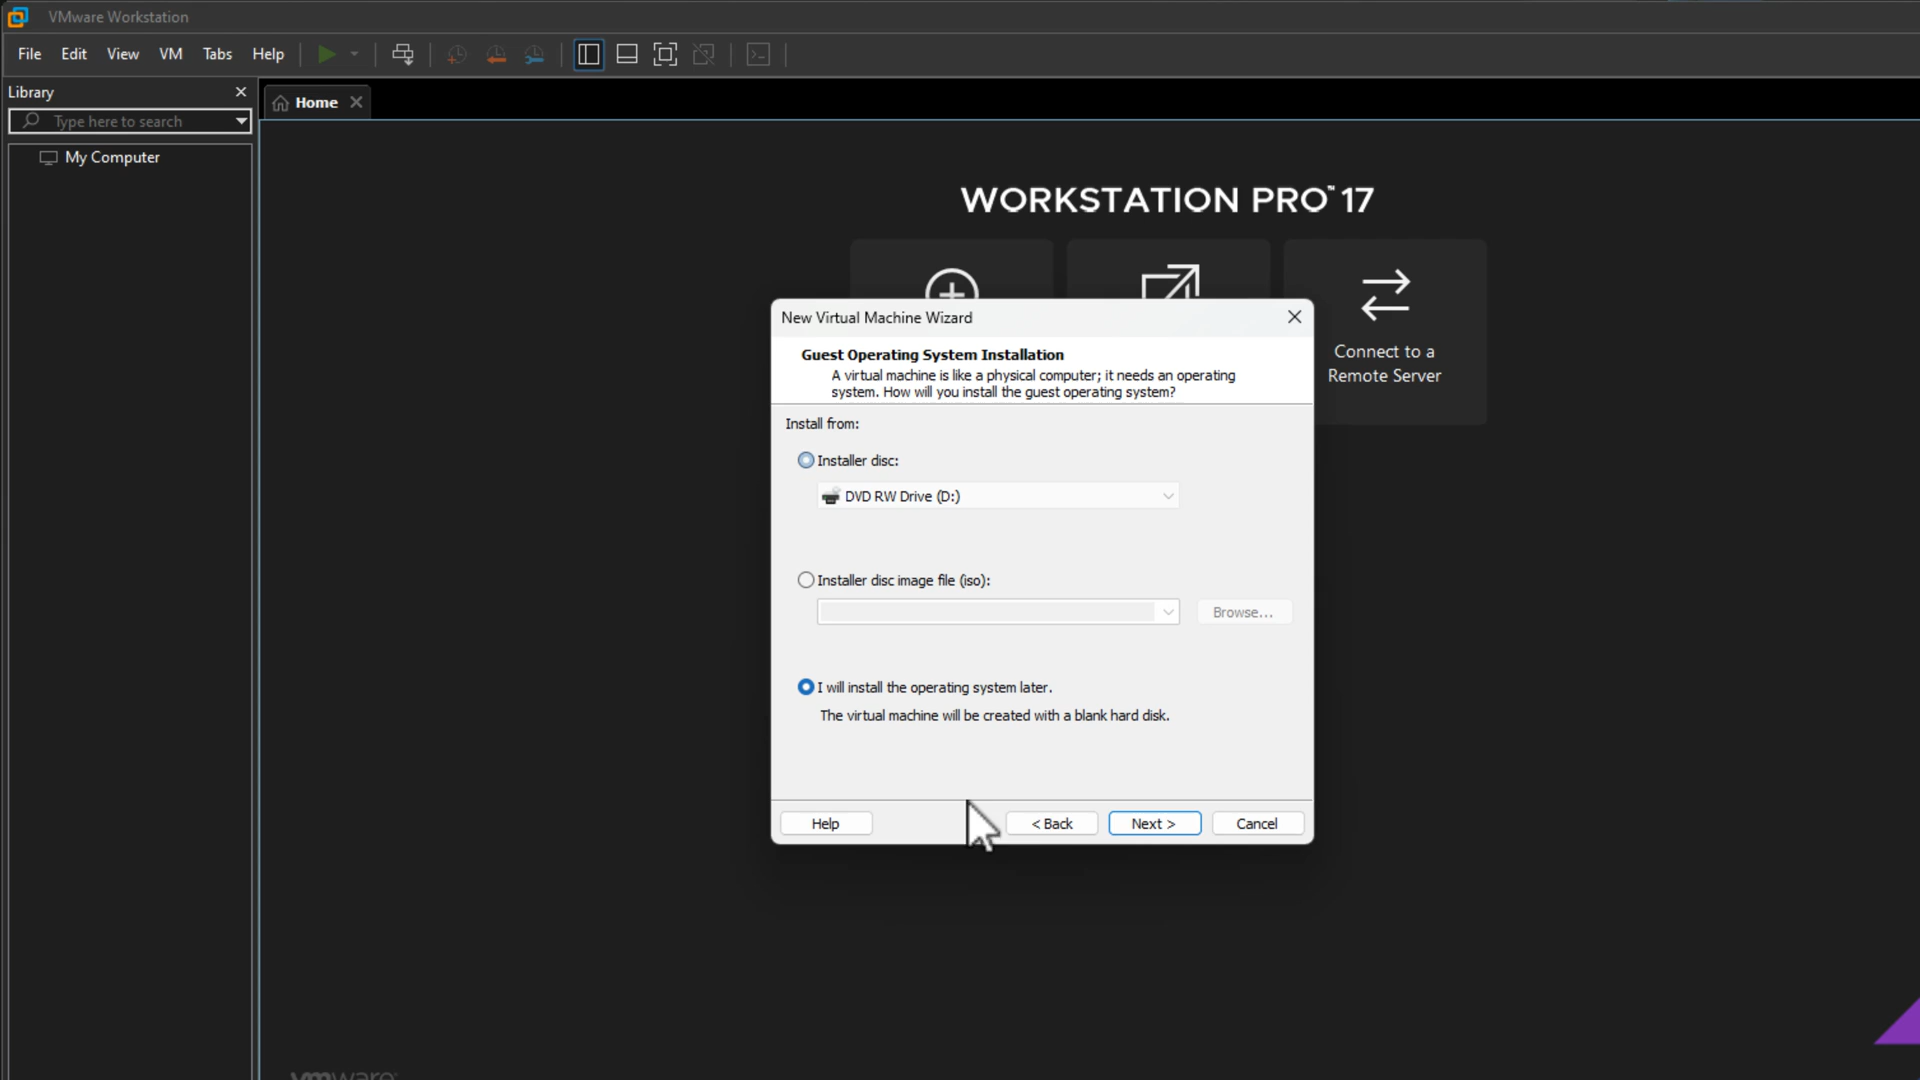 VMware Workstation
File Edit View VM Tabs Help
Library
Home
Type here to search
My Computer
WORKSTATION PRO™ 17
Connect to a
Remote Server
New Virtual Machine Wizard
Guest Operating System Installation
A virtual machine is like a physical computer; it needs an operating
system. How will you install the guest operating system?
Install from:
Installer disc:
DVD RW Drive (D:)
Installer disc image file (iso):
Browse...
I will install the operating system later.
The virtual machine will be created with a blank hard disk.
Help < Back Next > Cancel
vmware